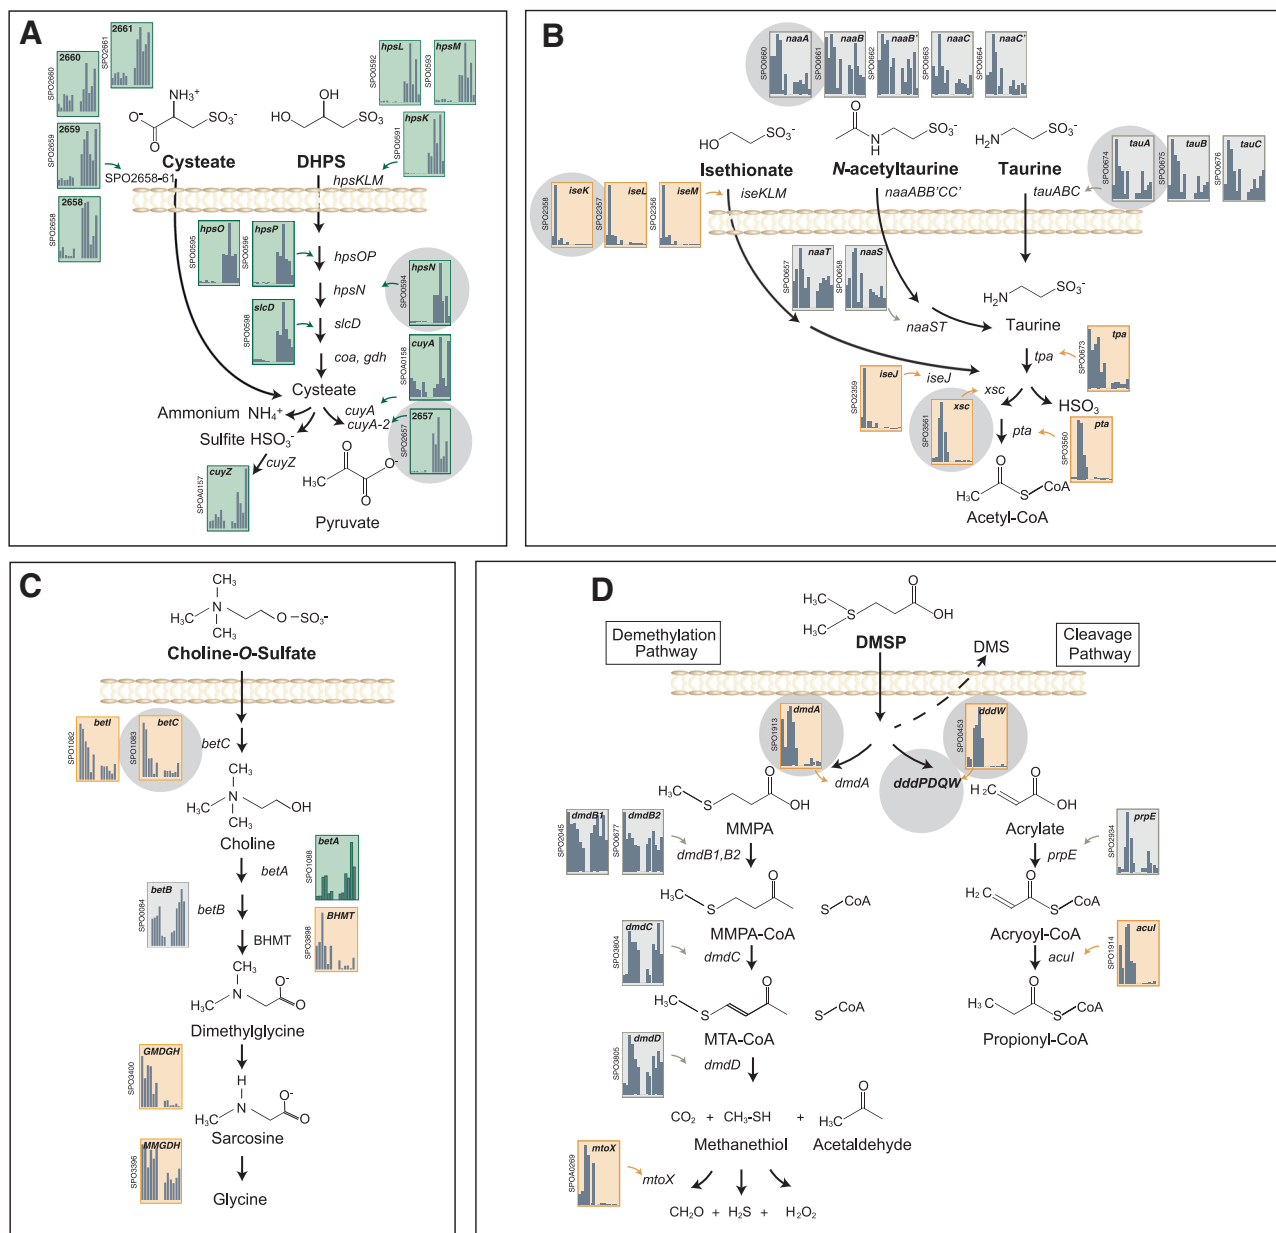 A
2661
SPO2661
2660
SPO2660
2659
SPO2659
2658
SPO2658
NH₃⁺
O⁻
O
SO₃⁻
Cysteate
SPO2658-61
OH
HO
SO₃⁻
DHPS
hpsL
SPO0592
hpsM
SPO0593
hpsK
SPO0591
hpsKLM
hpsO
SPO0595
hpsP
SPO0596
hpsOP
hpsN
SPO0594
hpsN
slcD
SPO0598
slcD
coa, gdh
cuyA
SPOA0158
Cysteate
Ammonium NH₄⁺
cuyA
cuyA-2
2657
SPO2657
Sulfite HSO₃⁻
cuyZ
cuyZ
SPOA0157
O
O⁻
H₃C
O
Pyruvate
B
naaA
SPO0660
naaB
SPO0661
naaB'
SPO0662
naaC
SPO0663
naaC'
SPO0664
HO
SO₃⁻
Isethionate
O
N
H
SO₃⁻
N-acetyltaurine
H₂N
SO₃⁻
Taurine
tauA
SPO0674
tauB
SPO0675
tauC
SPO0676
iseK
SPO2358
iseL
SPO2357
iseM
SPO2356
iseKLM
naaABB'CC'
tauABC
naaT
SPO0657
naaS
SPO0658
naaST
H₂N
SO₃⁻
Taurine
tpa
tpa
SPO0673
iseJ
SPO2359
iseJ
xsc
xsc
SPO3561
HSO₃
pta
pta
SPO3560
O
H₃C
S
CoA
Acetyl-CoA
C
CH₃
N
H₃C
CH₃
O
SO₃⁻
Choline-O-Sulfate
betI
SPO1082
betC
SPO1083
betC
CH₃
H₃C
N
CH₃
OH
Choline
betA
SPO1088
betA
betB
SPO0084
betB
BHMT
SPO3898
BHMT
CH₃
H₃C
N
O⁻
O
Dimethylglycine
GMDGH
SPO3400
H
N
H₃C
O⁻
O
Sarcosine
MMGDH
SPO3396
Glycine
D
Demethylation
Pathway
H₃C
S
H₃C
O
OH
DMSP
DMS
Cleavage
Pathway
dmdA
SPO1913
dmdA
dddW
SPO0453
dddPDQW
H₃C
S
O
OH
MMPA
H₂C
O
OH
Acrylate
dmdB1
SPO2045
dmdB2
SPO0677
dmdB1,B2
prpE
prpE
SPO2934
H₃C
S
O
S
CoA
MMPA-CoA
H₂C
O
S
CoA
Acryoyl-CoA
dmdC
SPO3804
dmdC
acuI
acuI
SPO1914
H₃C
S
O
S
CoA
MTA-CoA
H₃C
O
S
CoA
Propionyl-CoA
dmdD
SPO3805
dmdD
CO₂ + CH₃-SH +
O
H₃C
Methanethiol
Acetaldehyde
mtoX
SPOA0269
mtoX
CH₂O + H₂S + H₂O₂